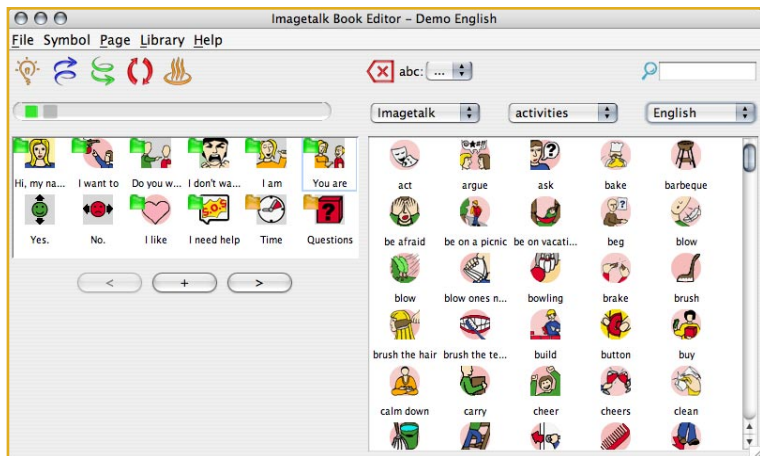 Imagetalk Book Editor – Demo English
File Symbol Page Library Help
abc: ...
Imagetalk activities English
Hi, my na... I want to Do you w... I don't wa... I am You are
S.O.S
?
Yes. No. I like I need help Time Questions
< + >
act argue ask bake barbeque
be afraid be on a picnic be on vacati... beg blow
blow blow ones n... bowling brake brush
brush the hair brush the te... build button buy
calm down carry cheer cheers clean